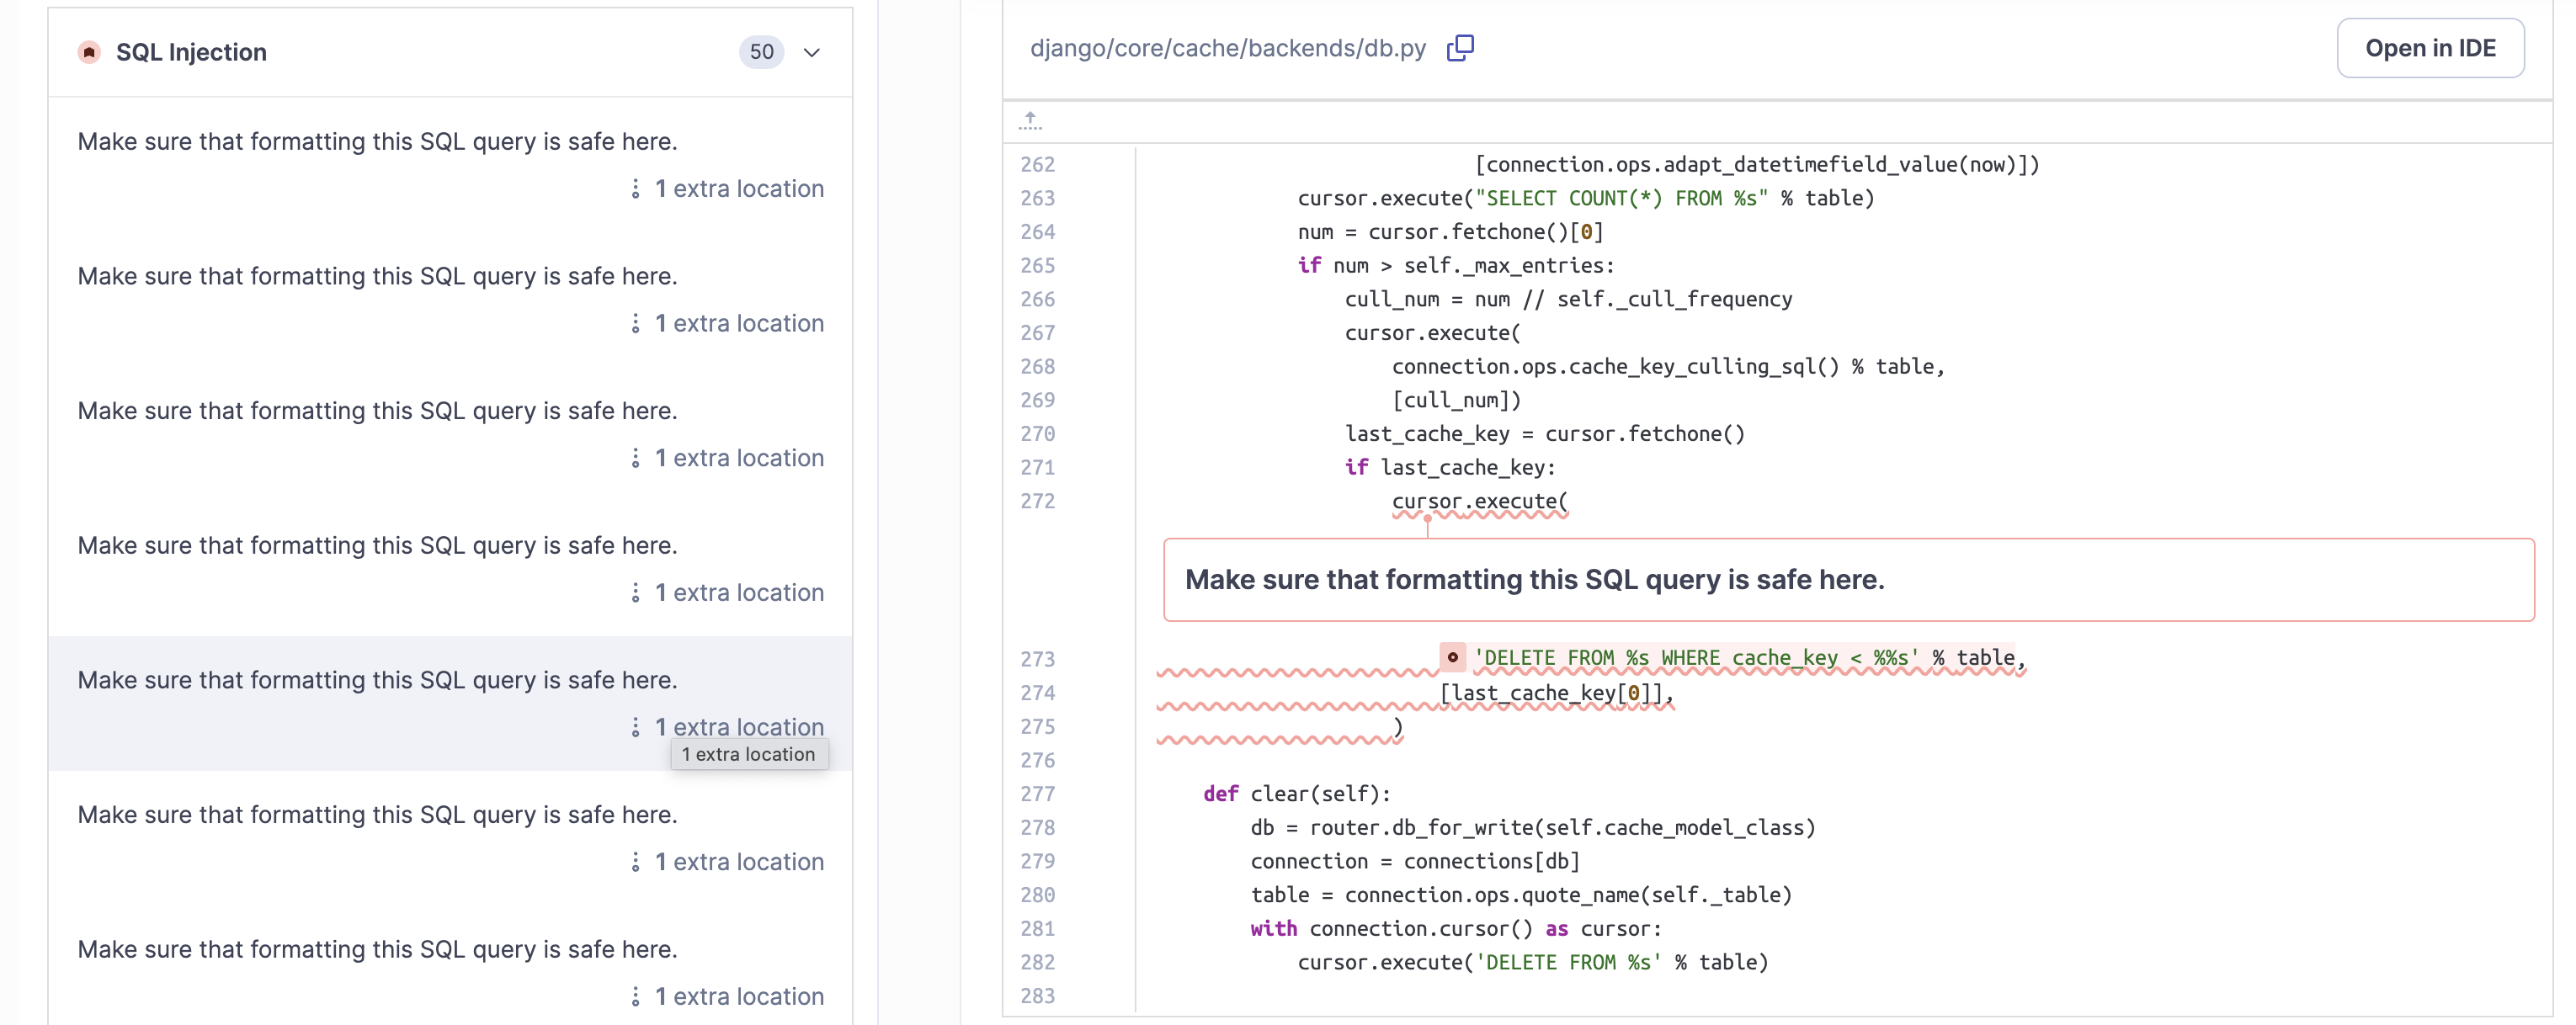 SQL Injection
50
Make sure that formatting this SQL query is safe here.
1 extra location
Make sure that formatting this SQL query is safe here.
1 extra location
Make sure that formatting this SQL query is safe here.
1 extra location
Make sure that formatting this SQL query is safe here.
1 extra location
Make sure that formatting this SQL query is safe here.
1 extra location
1 extra location
Make sure that formatting this SQL query is safe here.
1 extra location
Make sure that formatting this SQL query is safe here.
1 extra location
django/core/cache/backends/db.py
Open in IDE
262 [connection.ops.adapt_datetimefield_value(now)])
263 cursor.execute("SELECT COUNT(*) FROM %s" % table)
264 num = cursor.fetchone()[0]
265 if num > self._max_entries:
266 cull_num = num // self._cull_frequency
267 cursor.execute(
268 connection.ops.cache_key_culling_sql() % table,
269 [cull_num])
270 last_cache_key = cursor.fetchone()
271 if last_cache_key:
272 cursor.execute(
Make sure that formatting this SQL query is safe here.
273 'DELETE FROM %s WHERE cache_key < %%s' % table,
274 [last_cache_key[0]],
275 )
276
277 def clear(self):
278 db = router.db_for_write(self.cache_model_class)
279 connection = connections[db]
280 table = connection.ops.quote_name(self._table)
281 with connection.cursor() as cursor:
282 cursor.execute('DELETE FROM %s' % table)
283